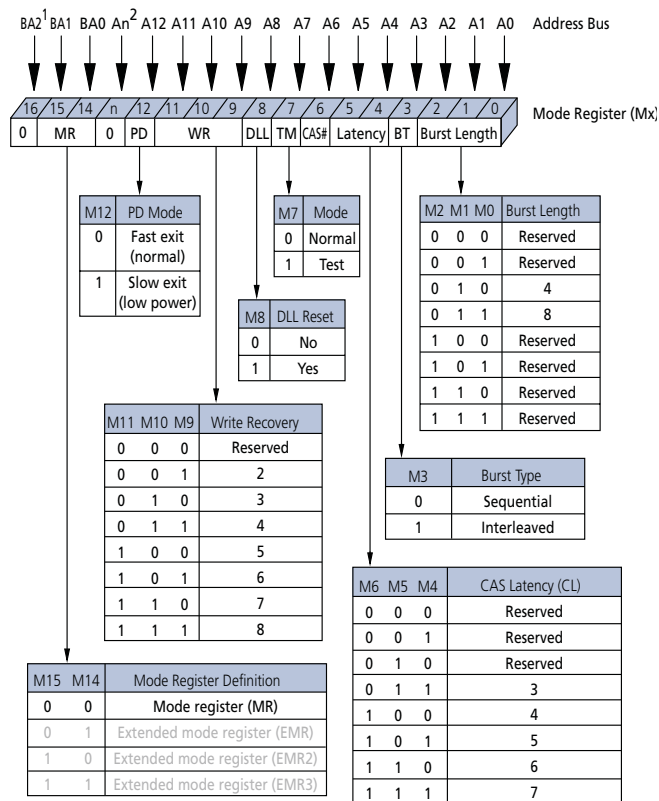 BA2¹ BA1 BA0 An² A12 A11 A10 A9 A8 A7 A6 A5 A4 A3 A2 A1 A0 Address Bus
16 15 14 n 12 11 10 9 8 7 6 5 4 3 2 1 0 Mode Register (Mx)
0 MR 0 PD WR DLL TM CAS# Latency BT Burst Length
M12 PD Mode
0 Fast exit
(normal)
1 Slow exit
(low power)
M7 Mode
0 Normal
1 Test
M2 M1 M0 Burst Length
0 0 0 Reserved
0 0 1 Reserved
0 1 0 4
0 1 1 8
1 0 0 Reserved
1 0 1 Reserved
1 1 0 Reserved
1 1 1 Reserved
M8 DLL Reset
0 No
1 Yes
M11 M10 M9 Write Recovery
0 0 0 Reserved
0 0 1 2
0 1 0 3
0 1 1 4
1 0 0 5
1 0 1 6
1 1 0 7
1 1 1 8
M3 Burst Type
0 Sequential
1 Interleaved
M6 M5 M4 CAS Latency (CL)
0 0 0 Reserved
0 0 1 Reserved
0 1 0 Reserved
0 1 1 3
1 0 0 4
1 0 1 5
1 1 0 6
1 1 1 7
M15 M14 Mode Register Definition
0 0 Mode register (MR)
0 1 Extended mode register (EMR)
1 0 Extended mode register (EMR2)
1 1 Extended mode register (EMR3)